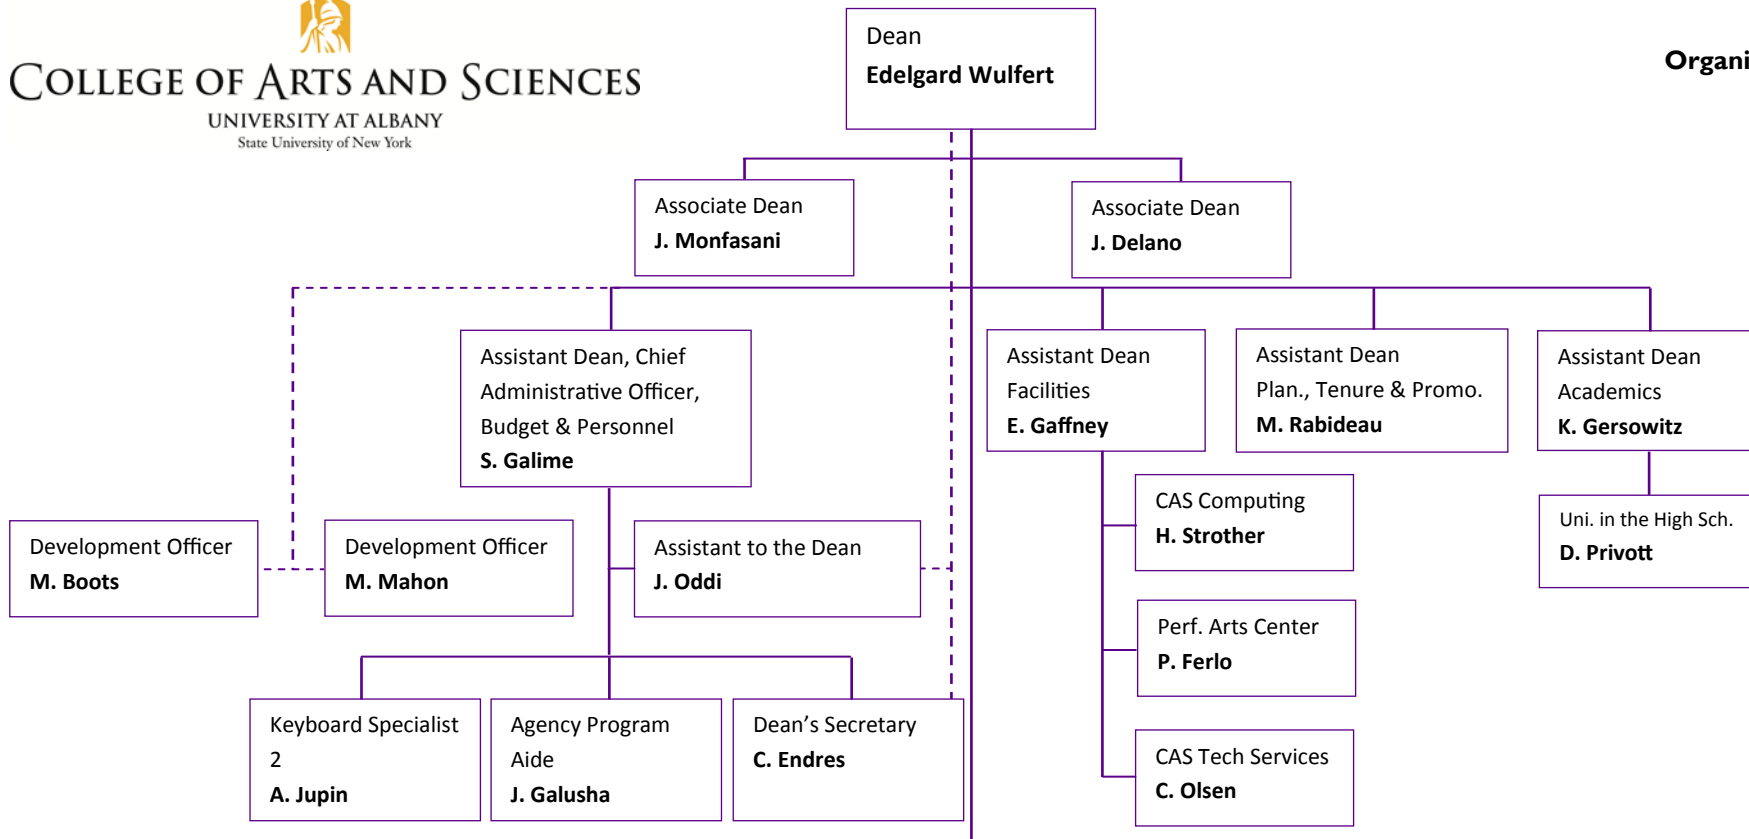 COLLEGE OF ARTS AND SCIENCES
UNIVERSITY AT ALBANY
State University of New York
Dean
Edelgard Wulfert
Organi
Associate Dean
J. Monfasani
Associate Dean
J. Delano
Assistant Dean, Chief
Administrative Officer,
Budget & Personnel
S. Galime
Assistant Dean
Facilities
E. Gaffney
Assistant Dean
Plan., Tenure & Promo.
M. Rabideau
Assistant Dean
Academics
K. Gersowitz
Development Officer
M. Boots
Development Officer
M. Mahon
Assistant to the Dean
J. Oddi
CAS Computing
H. Strother
Uni. in the High Sch.
D. Privott
Perf. Arts Center
P. Ferlo
Keyboard Specialist
2
A. Jupin
Agency Program
Aide
J. Galusha
Dean’s Secretary
C. Endres
CAS Tech Services
C. Olsen